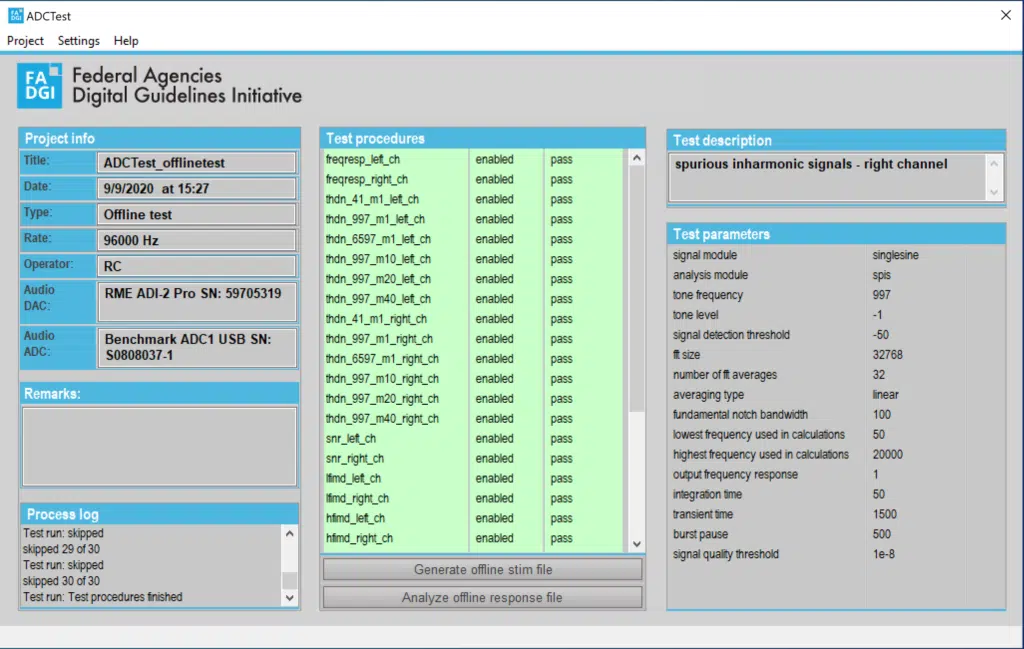 ADCTest
Project Settings Help
FA
DGI
Federal Agencies
Digital Guidelines Initiative
Project info
Title: ADCTest_offlinetest
Date: 9/9/2020 at 15:27
Type: Offline test
Rate: 96000 Hz
Operator: RC
Audio DAC: RME ADI-2 Pro SN: 59705319
Audio ADC: Benchmark ADC1 USB SN: S0808037-1
Remarks:
Process log
Test run: skipped
skipped 29 of 30
Test run: skipped
skipped 30 of 30
Test run: Test procedures finished
Test procedures
freqresp_left_ch enabled pass
freqresp_right_ch enabled pass
thdn_41_m1_left_ch enabled pass
thdn_997_m1_left_ch enabled pass
thdn_6597_m1_left_ch enabled pass
thdn_997_m10_left_ch enabled pass
thdn_997_m20_left_ch enabled pass
thdn_997_m40_left_ch enabled pass
thdn_41_m1_right_ch enabled pass
thdn_997_m1_right_ch enabled pass
thdn_6597_m1_right_ch enabled pass
thdn_997_m10_right_ch enabled pass
thdn_997_m20_right_ch enabled pass
thdn_997_m40_right_ch enabled pass
snr_left_ch enabled pass
snr_right_ch enabled pass
lfimd_left_ch enabled pass
lfimd_right_ch enabled pass
hfimd_left_ch enabled pass
hfimd_right_ch enabled pass
Generate offline stim file
Analyze offline response file
Test description
spurious inharmonic signals - right channel
Test parameters
signal module singlesine
analysis module spis
tone frequency 997
tone level -1
signal detection threshold -50
fft size 32768
number of fft averages 32
averaging type linear
fundamental notch bandwidth 100
lowest frequency used in calculations 50
highest frequency used in calculations 20000
output frequency response 1
integration time 50
transient time 1500
burst pause 500
signal quality threshold 1e-8